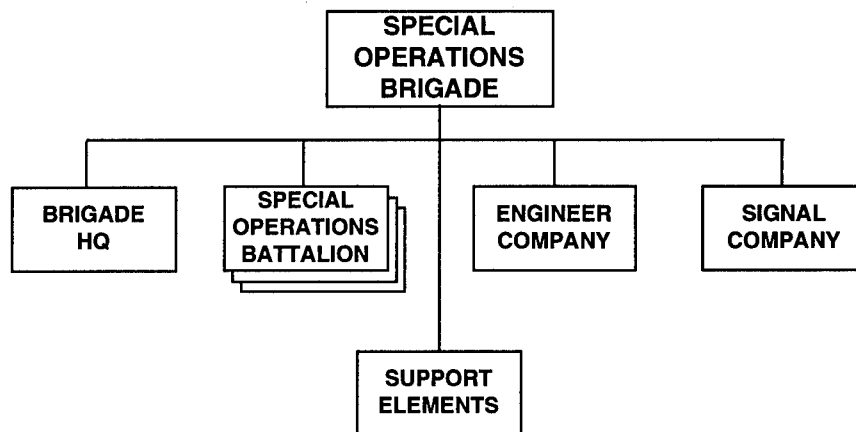 SPECIAL
OPERATIONS
BRIGADE
BRIGADE
HQ
SPECIAL
OPERATIONS
BATTALION
ENGINEER
COMPANY
SIGNAL
COMPANY
SUPPORT
ELEMENTS